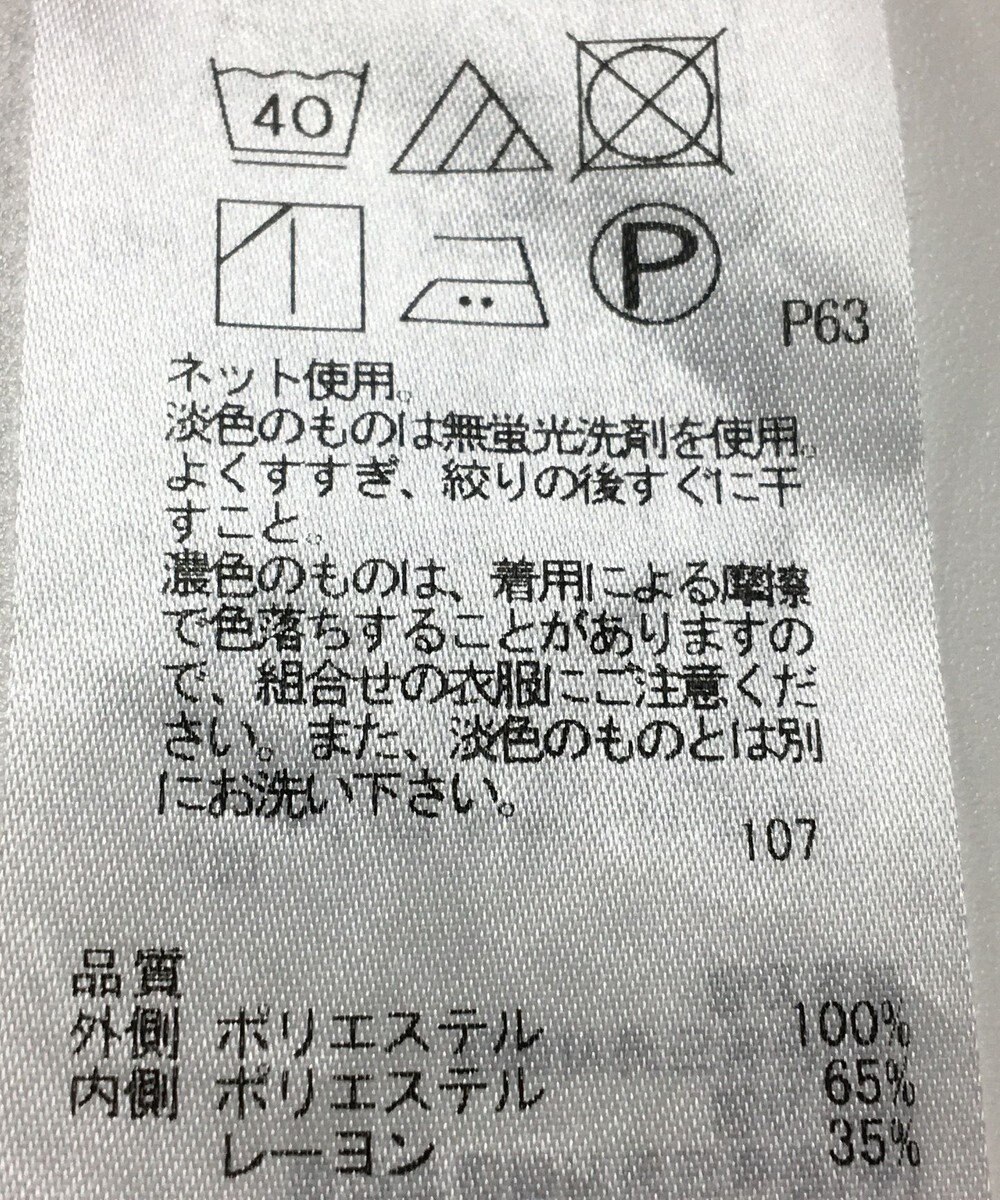 40
P
P63
ネット使用。
淡色のものは無蛍光洗剤を使用。
よくすすぎ、絞りの後すぐに干
すこと。
濃色のものは、着用による摩擦
で色落ちすることがありますの
で、組合せの衣服にご注意くだ
さい。また、淡色のものとは別
にお洗い下さい。
107
品質
外側 ポリエステル 100%
内側 ポリエステル 65%
レーヨン 35%